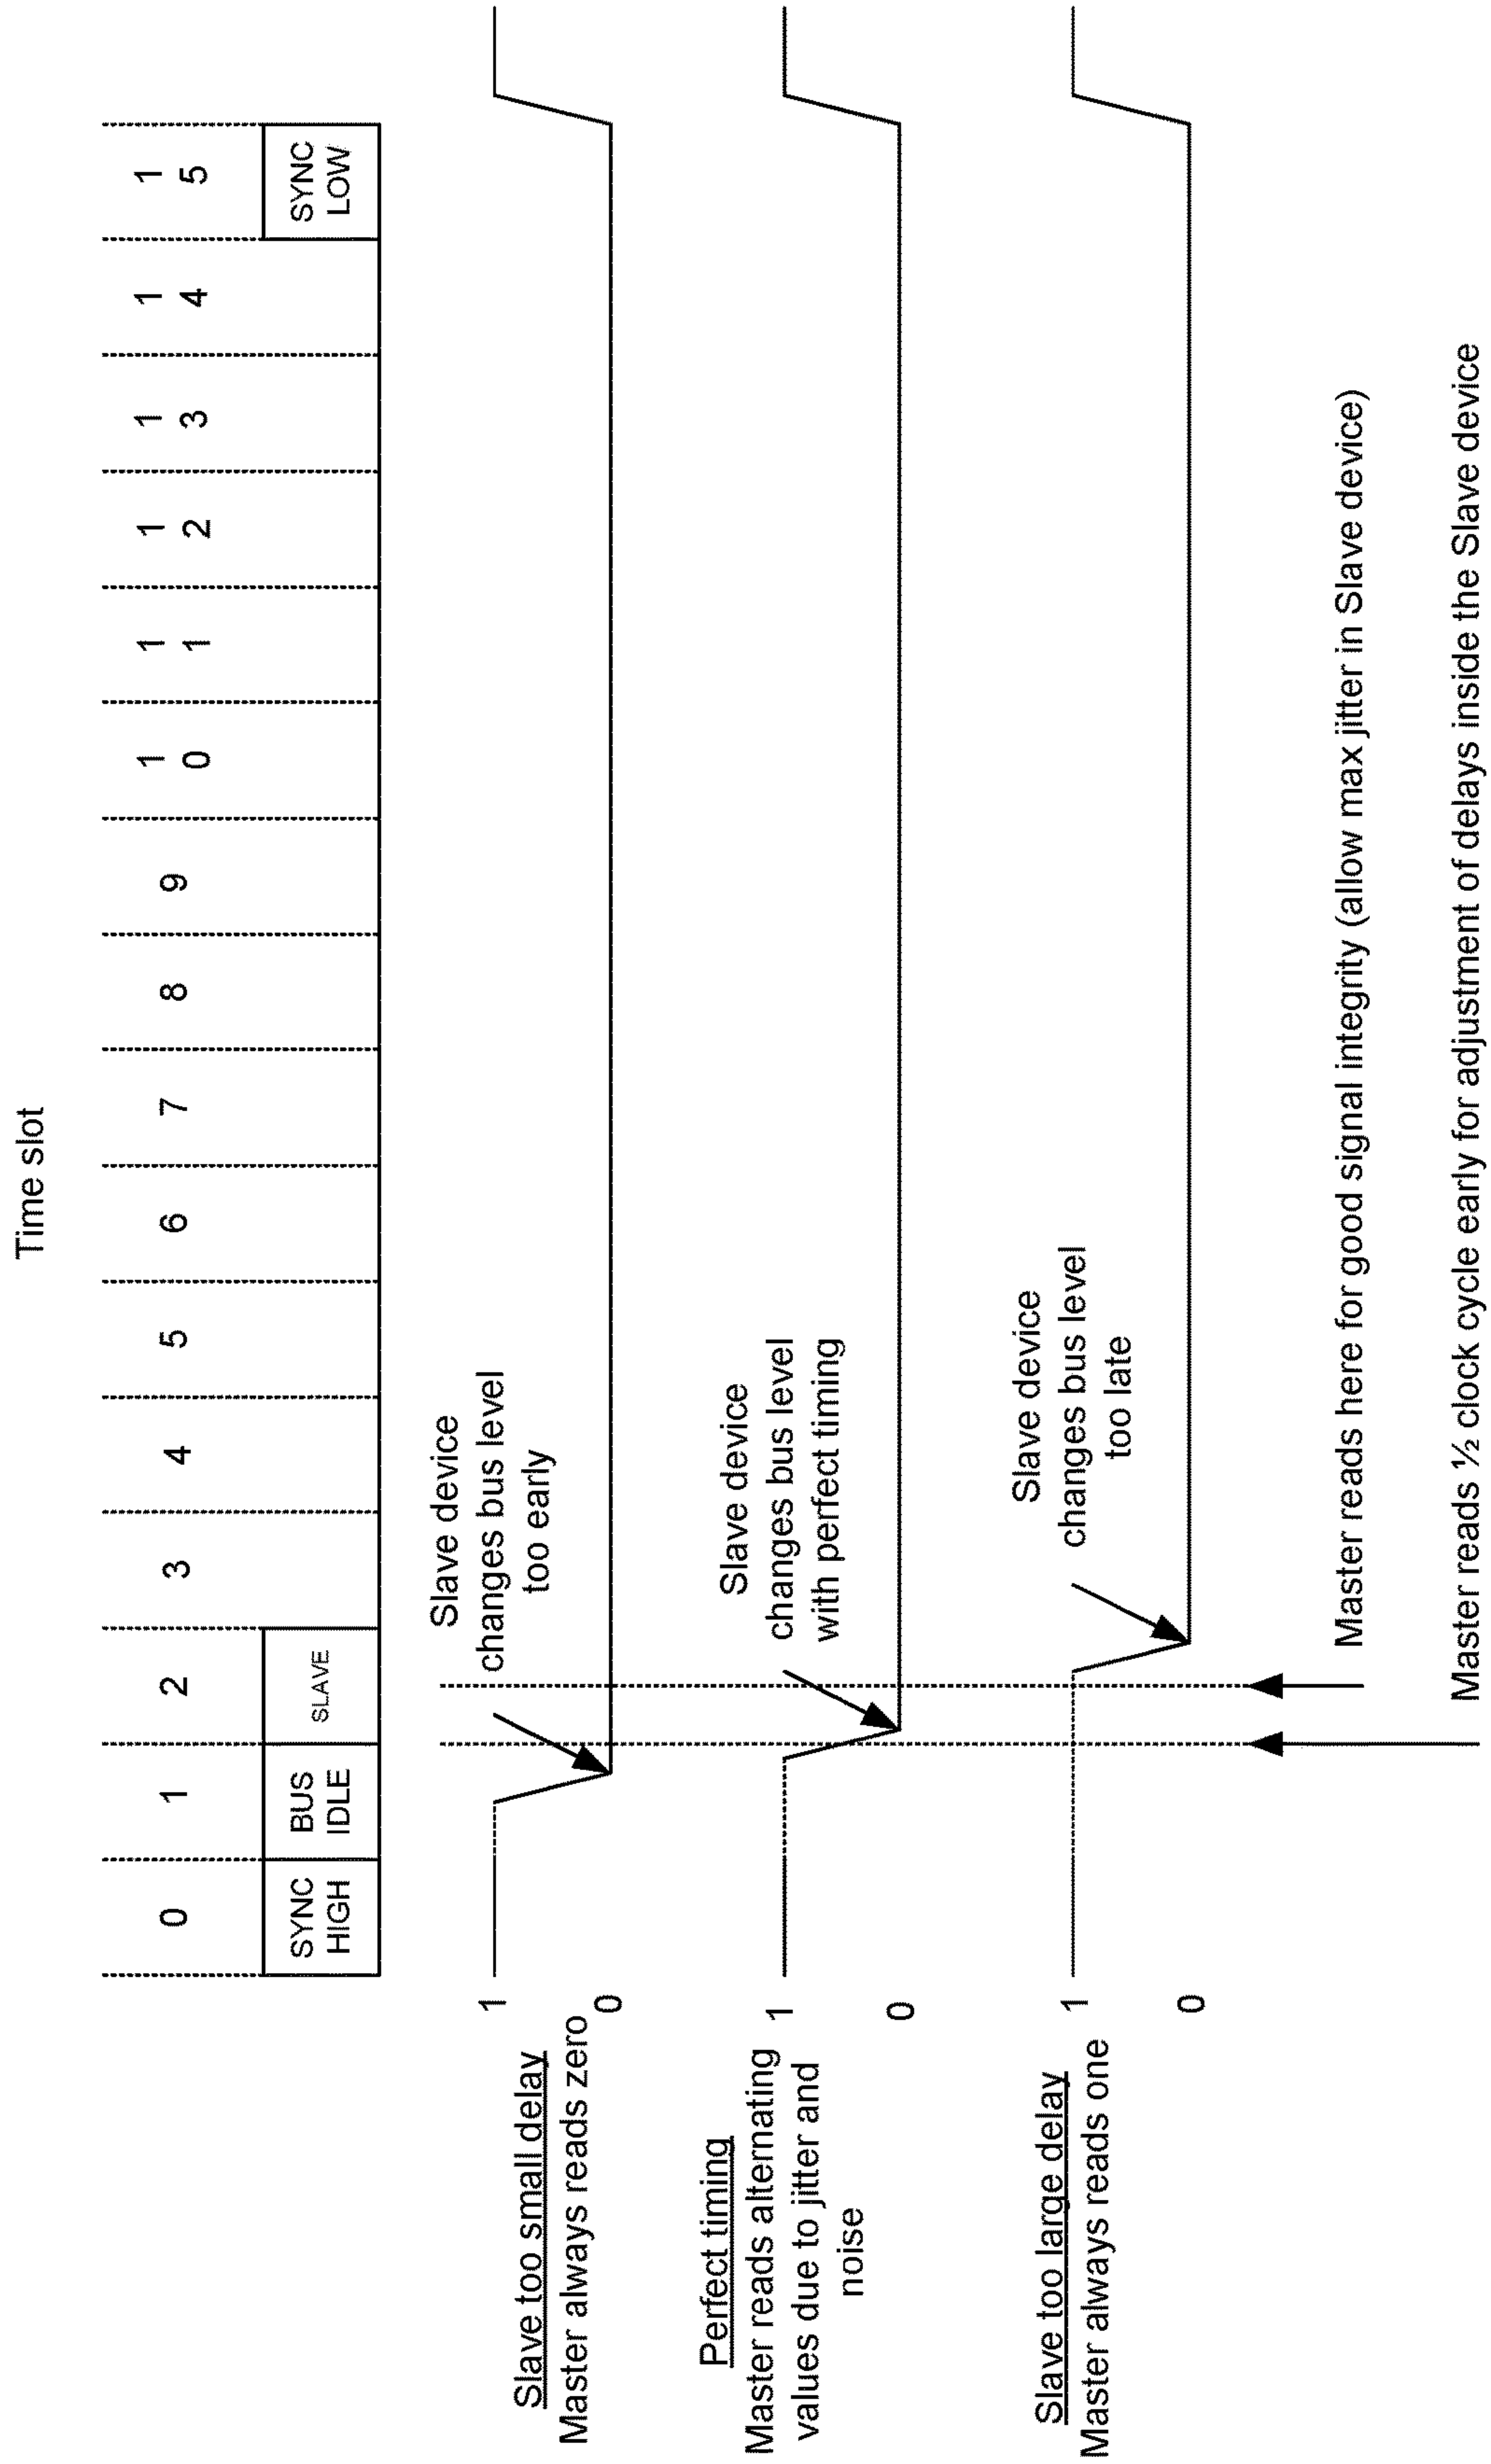 Time slot
0
1
2
3
4
5
6
7
8
9
1
0
1
1
1
2
1
3
1
4
1
5
SYNC
HIGH
BUS
IDLE
SLAVE
SYNC
LOW
Slave too small delay
Master always reads zero
1
0
Slave device
changes bus level
too early
Perfect timing
Master reads alternating
values due to jitter and
noise
1
0
Slave device
changes bus level
with perfect timing
Slave too large delay
Master always reads one
1
0
Slave device
changes bus level
too late
Master reads here for good signal integrity (allow max jitter in Slave device)
Master reads ½ clock cycle early for adjustment of delays inside the Slave device